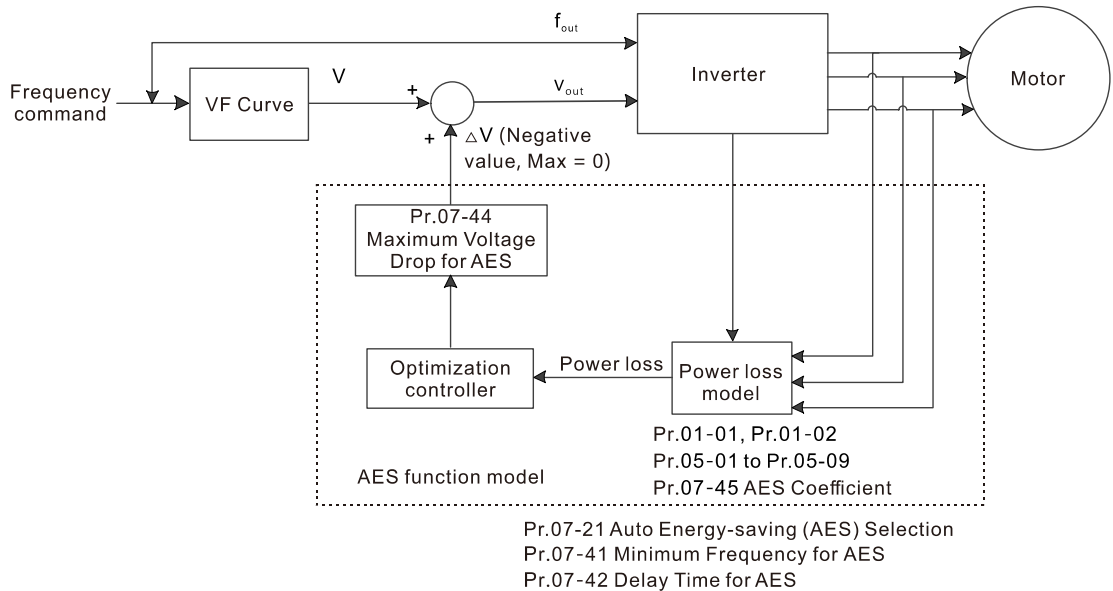 f out
Inverter
Motor
Frequency
command
VF Curve
V
+
v out
+
△V (Negative
value, Max = 0)
Pr.07-44
Maximum Voltage
Drop for AES
Optimization
controller
Power loss
Power loss
model
Pr.01-01, Pr.01-02
Pr.05-01 to Pr.05-09
Pr.07-45 AES Coefficient
AES function model
Pr.07-21 Auto Energy-saving (AES) Selection
Pr.07-41 Minimum Frequency for AES
Pr.07-42 Delay Time for AES